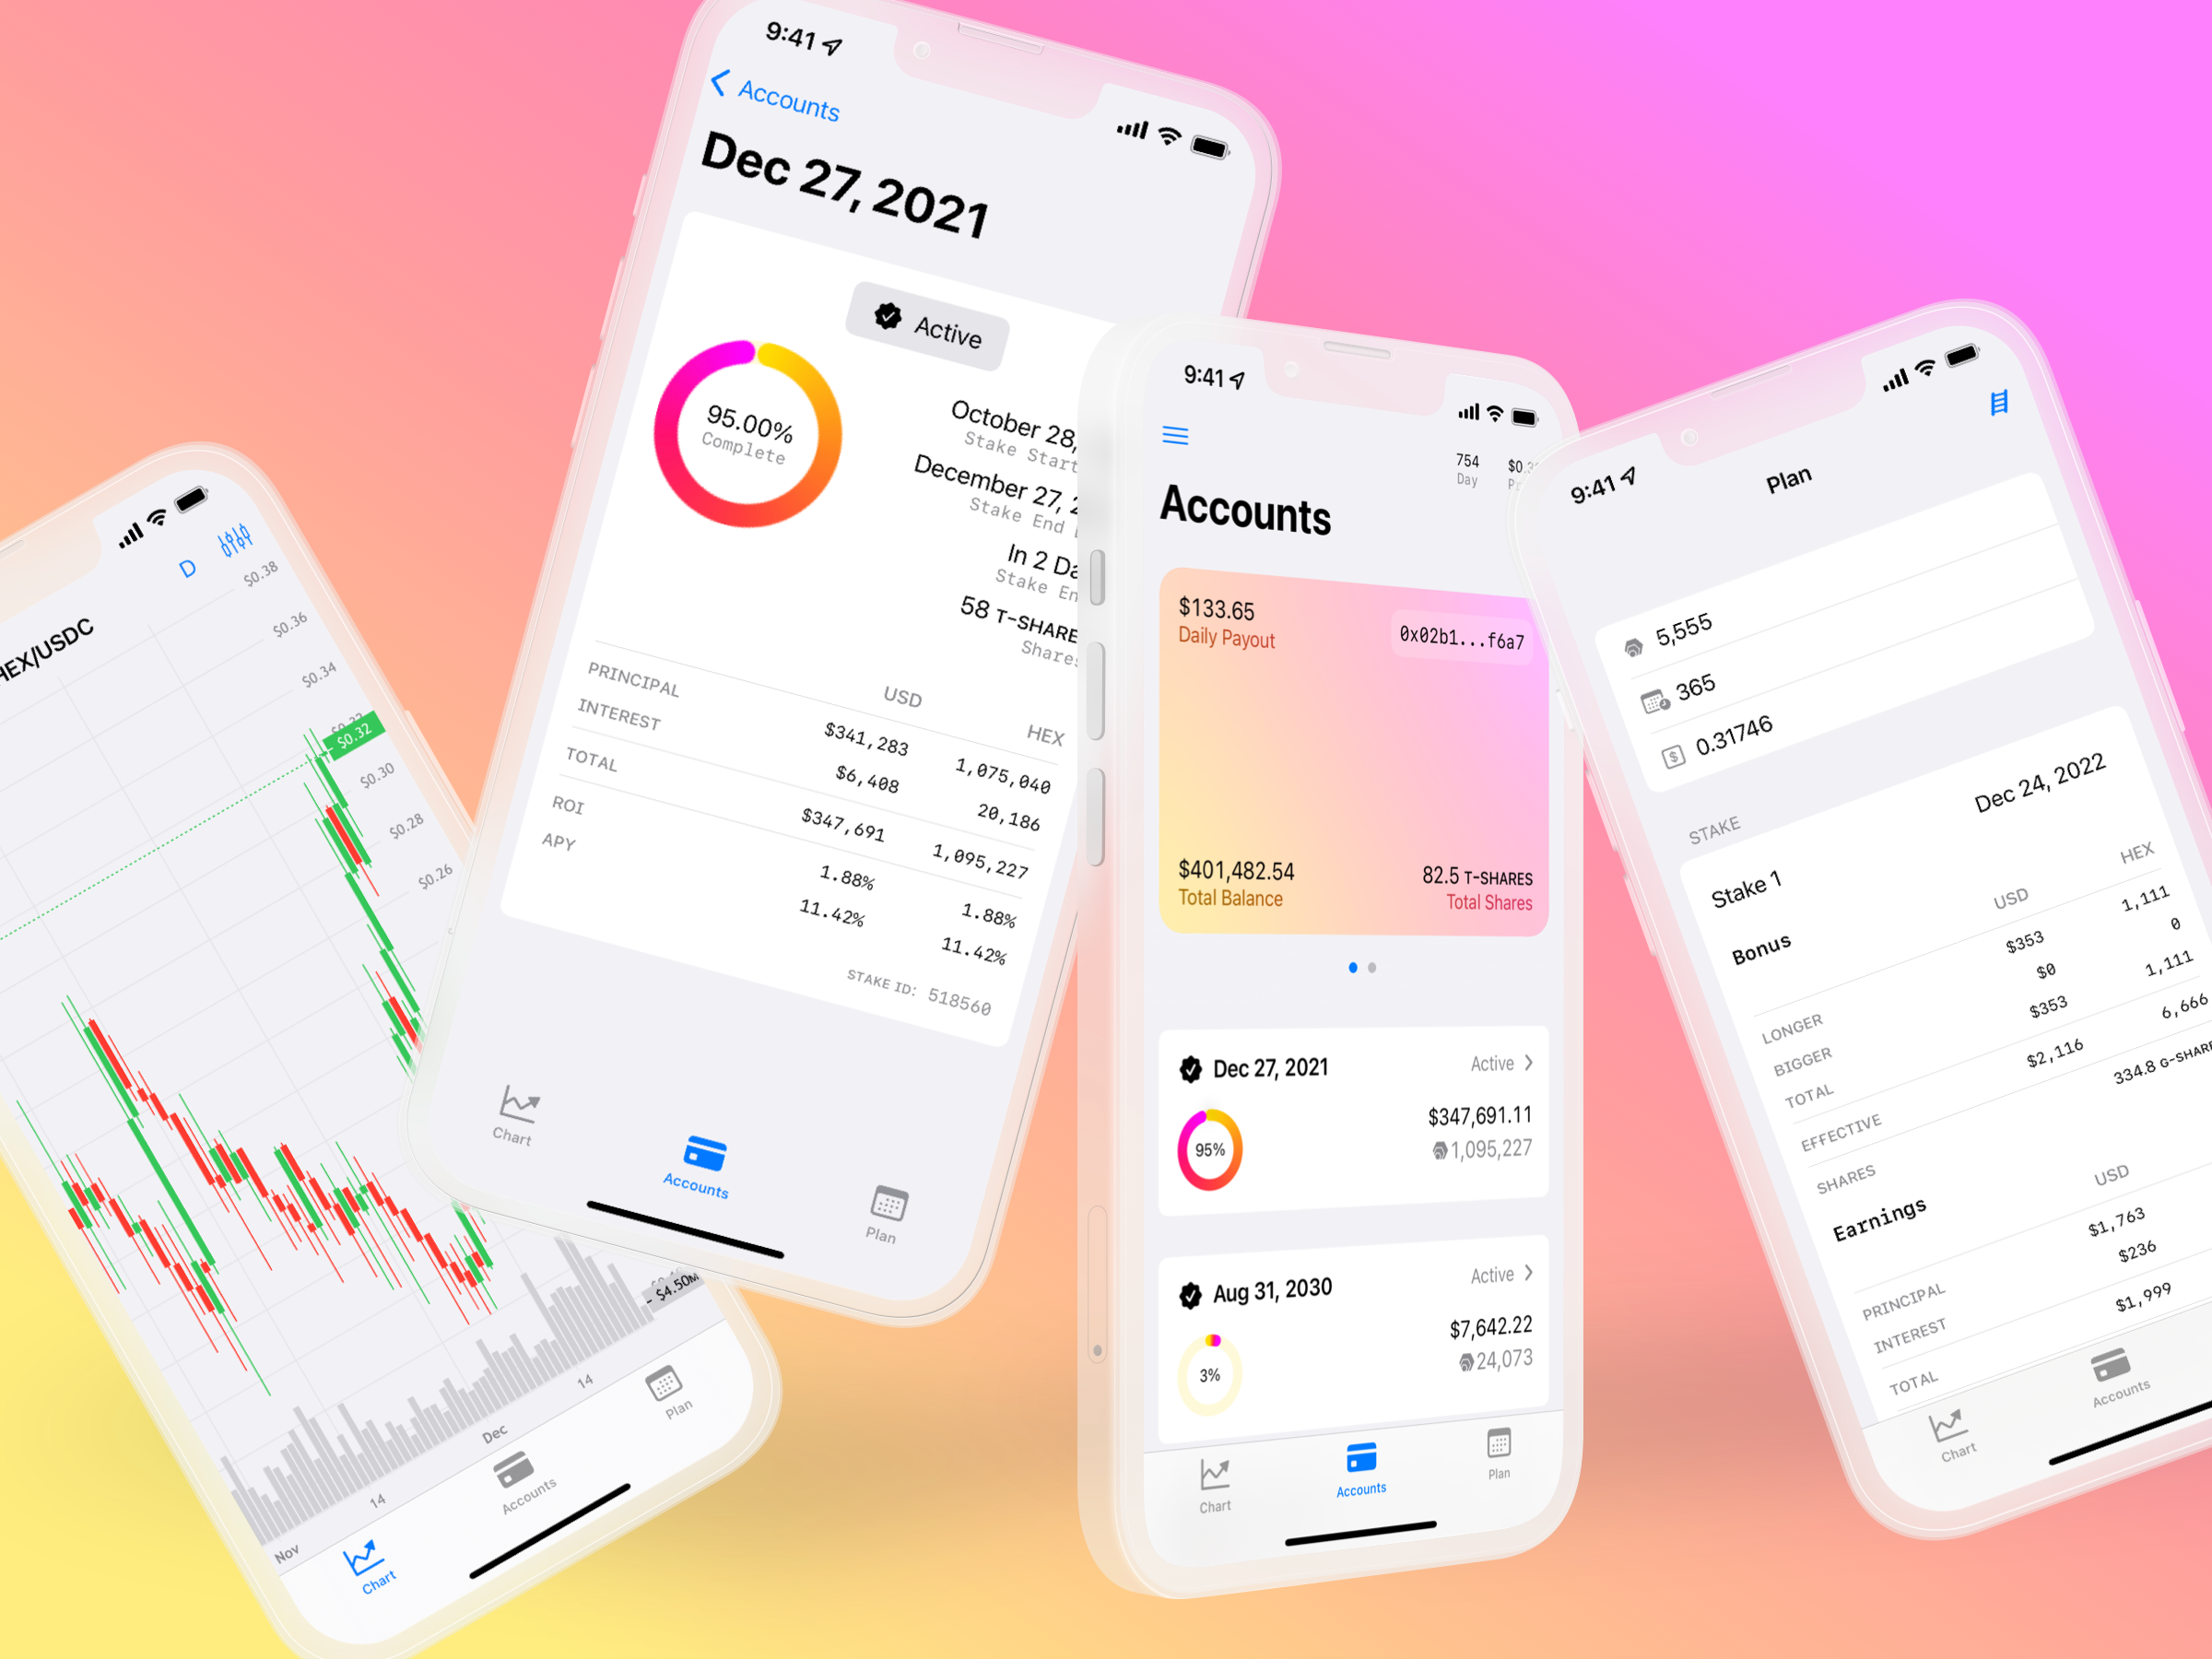 HEX/USDC
D
$0.38
$0.36
$0.34
$0.32
$0.30
$0.28
$0.26
$4.50M
Nov
14
Dec
14
Chart
Accounts
Plan
9:41
Accounts
Dec 27, 2021
Active
95.00%
Complete
October 28,
Stake Start
December 27,
Stake End
In 2
Stake
58 T-SHARE
Shares
USD
HEX
PRINCIPAL
$341,283
1,075,040
INTEREST
$6,408
20,186
TOTAL
$347,691
1,095,227
ROI
1.88%
1.88%
APY
11.42%
11.42%
STAKE ID: 518560
Chart
Accounts
Plan
9:41
754
Day
Accounts
$133.65
Daily Payout
0x02b1...f6a7
$401,482.54
Total Balance
82.5 T-SHARES
Total Shares
Dec 27, 2021
Active
95%
$347,691.11
1,095,227
Aug 31, 2030
Active
3%
$7,642.22
24,073
Chart
Accounts
Plan
9:41
Plan
5,555
365
0.31746
STAKE
Dec 24, 2022
Stake 1
Bonus
USD
HEX
LONGER
$353
1,111
BIGGER
$0
0
TOTAL
$353
1,111
EFFECTIVE
$2,116
6,666
SHARES
334.8 G-SHARE
Earnings
USD
PRINCIPAL
$1,763
INTEREST
$236
TOTAL
$1,999
Chart
Accounts